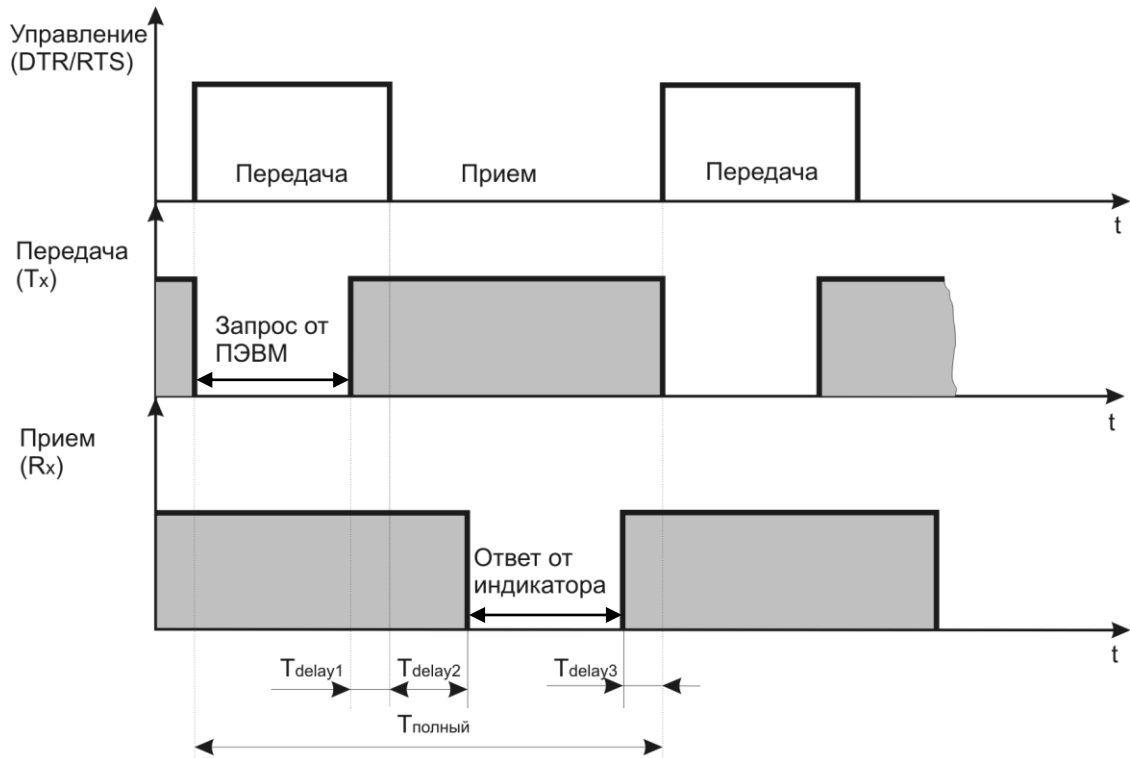 Управление
(DTR/RTS)
Передача
Прием
Передача
t
Передача
(Tx)
Запрос от
ПЭВМ
t
Прием
(Rx)
Ответ от
индикатора
t
Tdelay1
Tdelay2
Tdelay3
Tполный